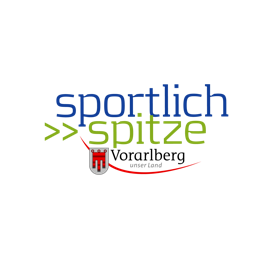 sportlich
>> spitze
Vorarlberg
unser Land